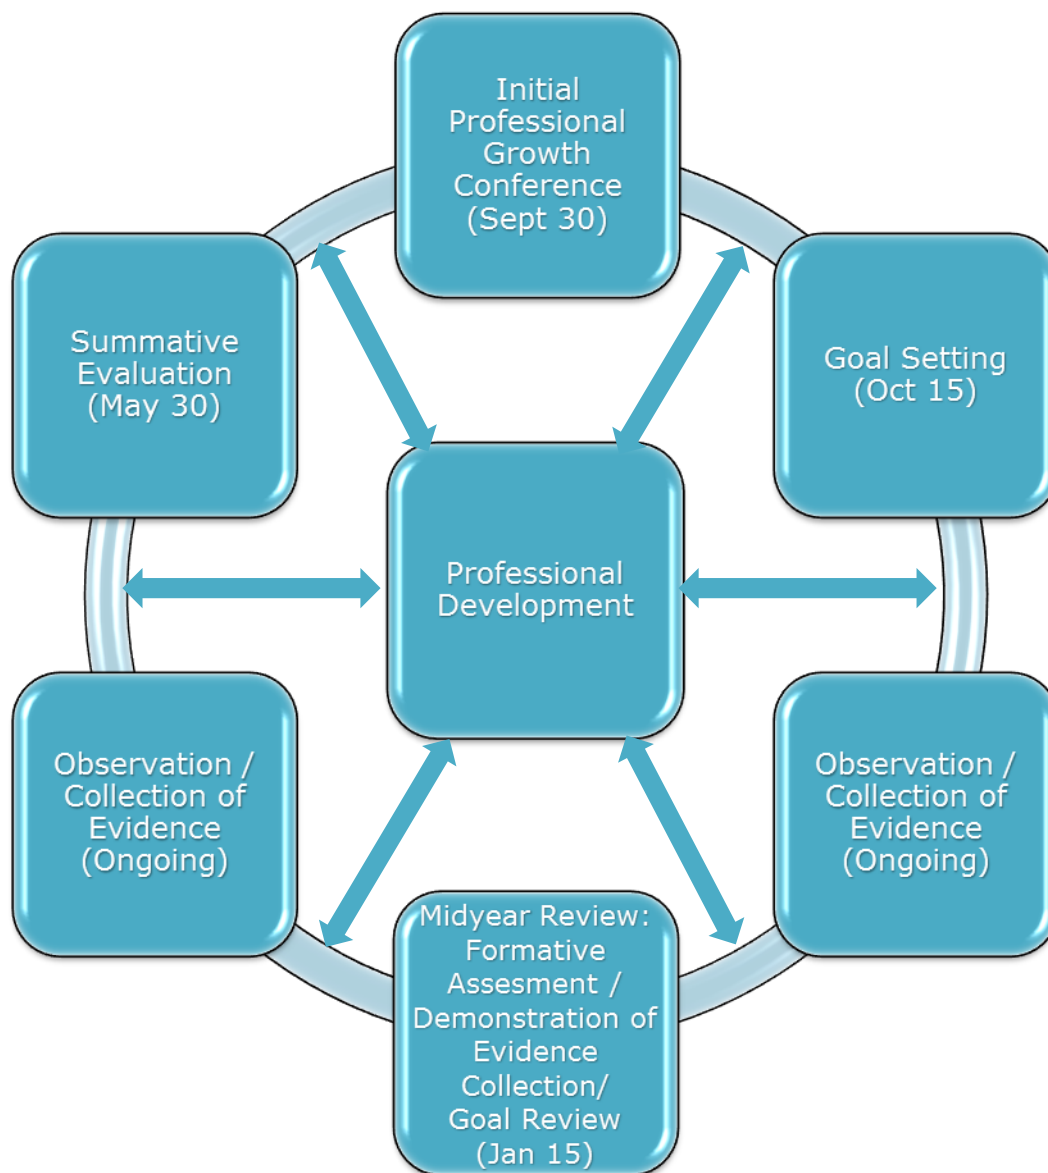 Initial
Professional
Growth
Conference
(Sept 30)
Summative
Evaluation
(May 30)
Goal Setting
(Oct 15)
Professional
Development
Observation /
Collection of
Evidence
(Ongoing)
Observation /
Collection of
Evidence
(Ongoing)
Midyear Review:
Formative
Assesment /
Demonstration of
Evidence
Collection/
Goal Review
(Jan 15)